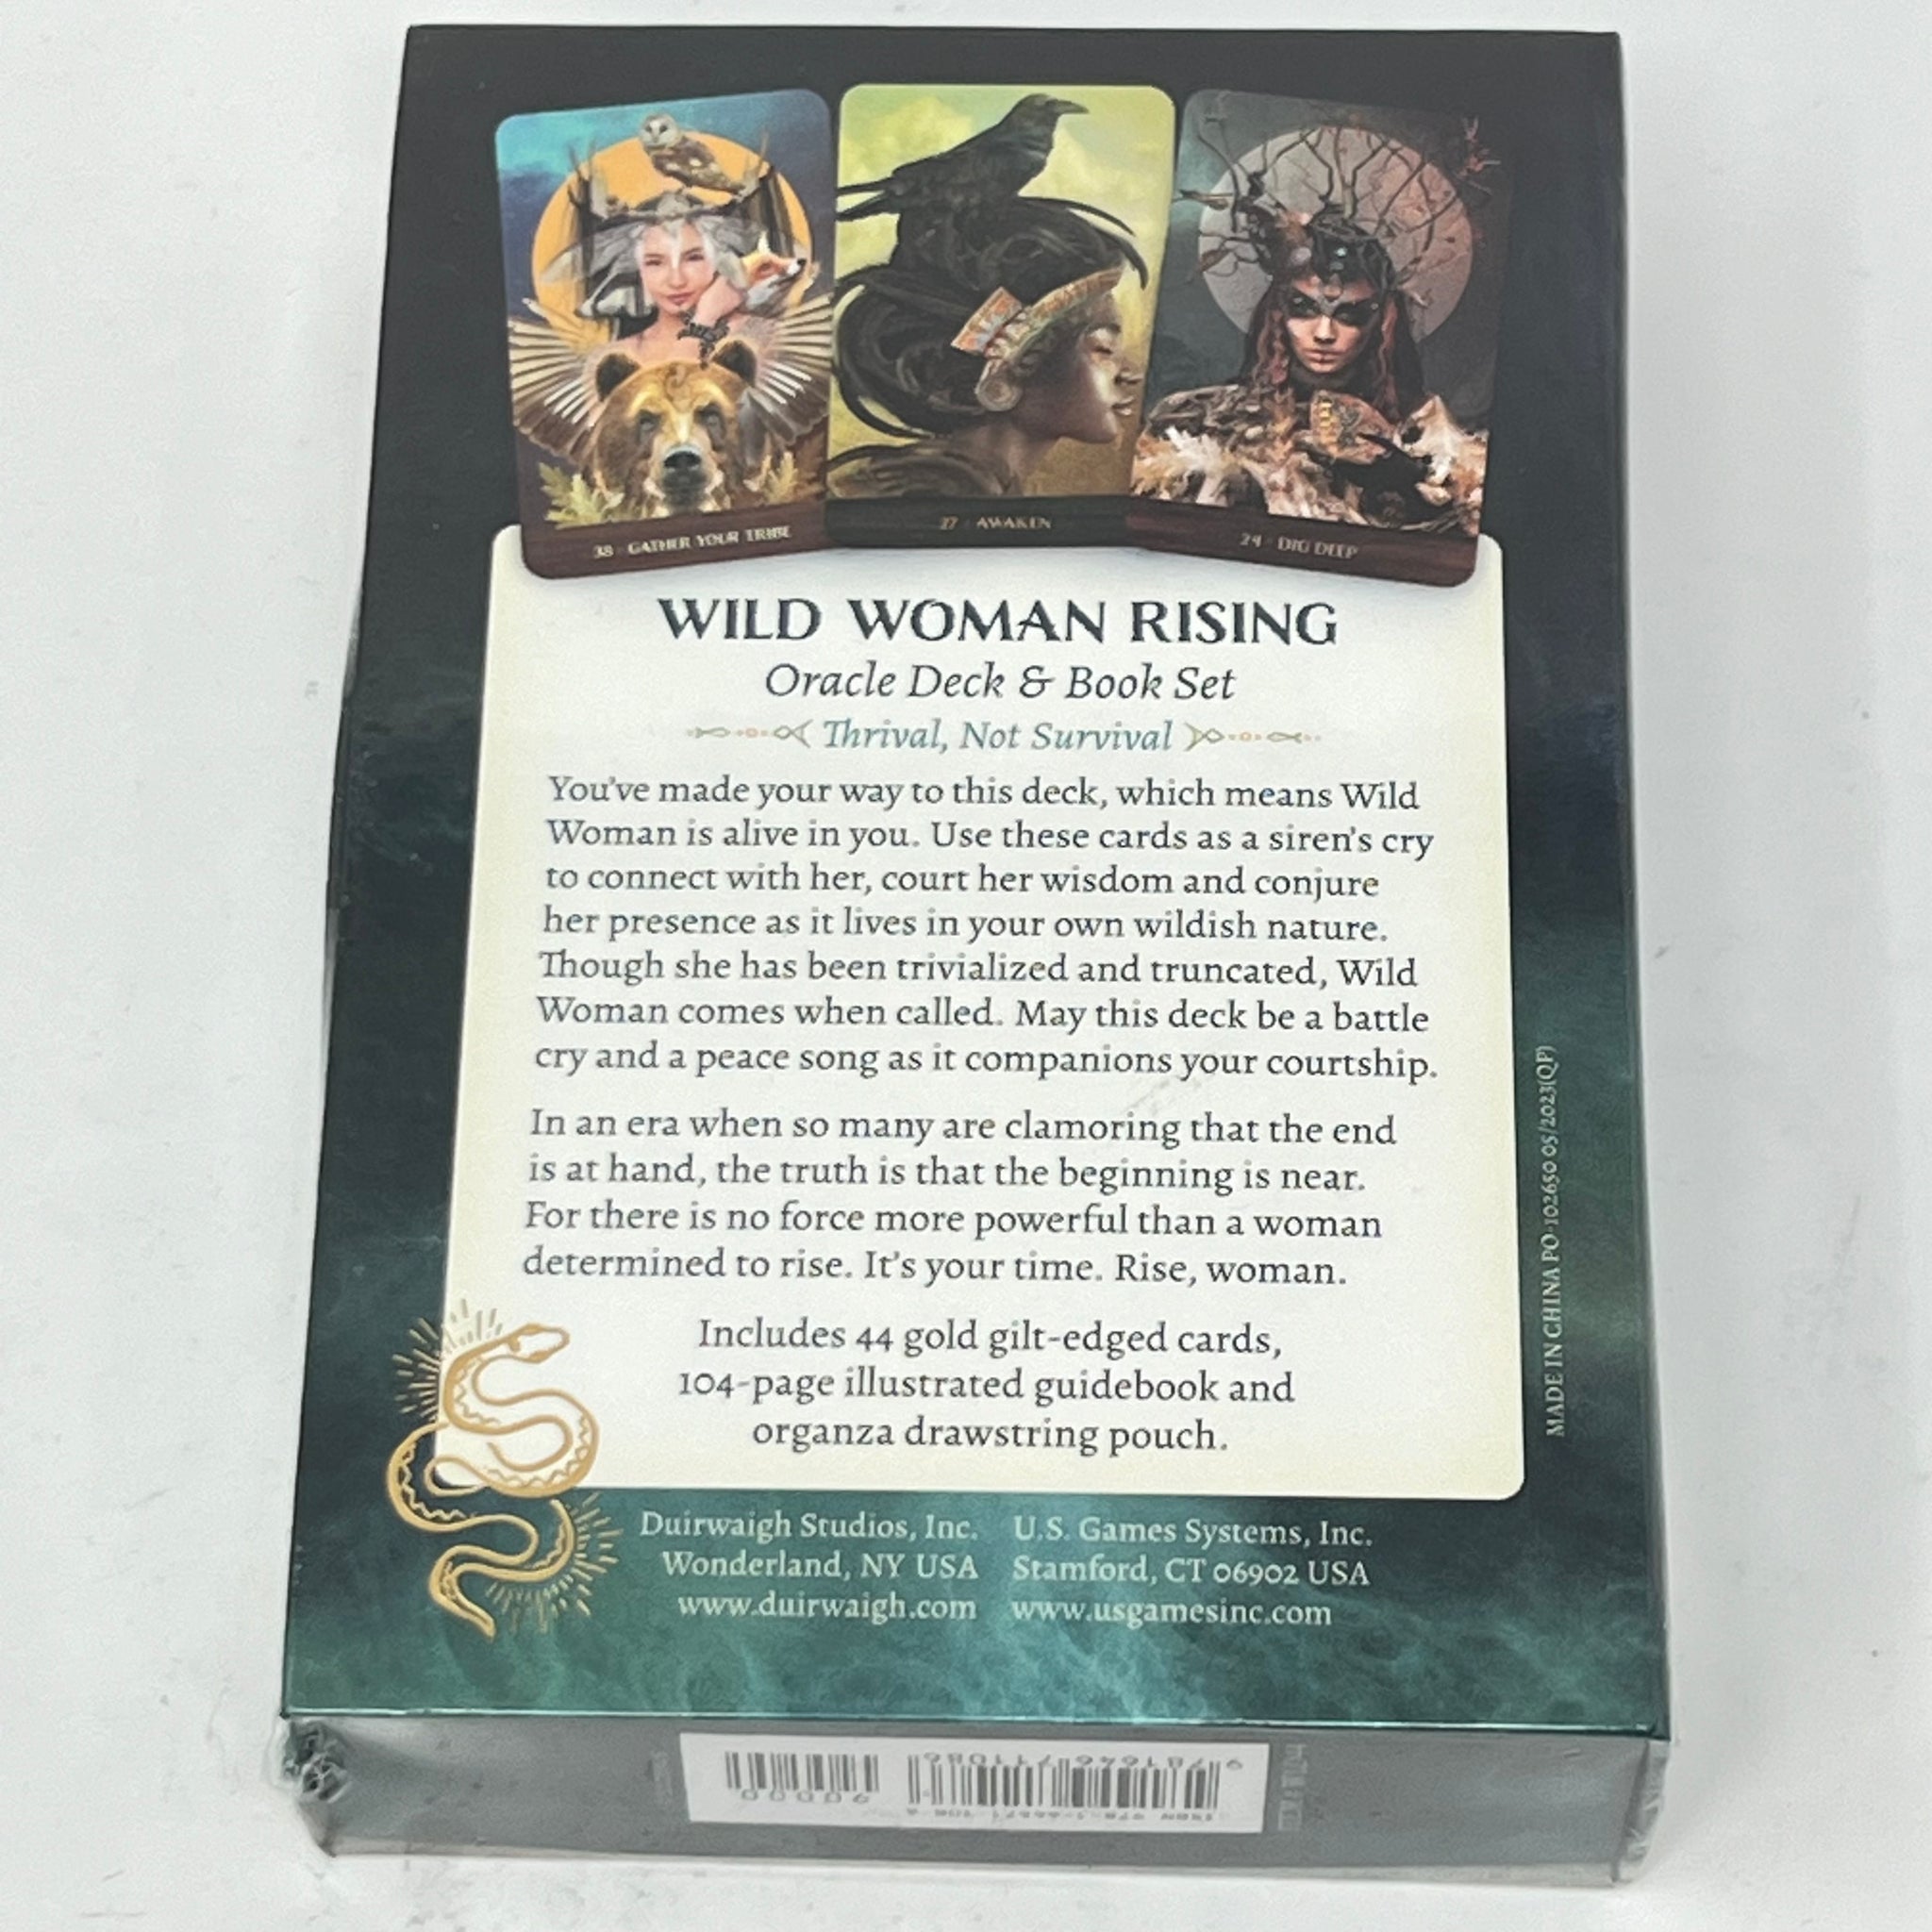 38 · GATHER YOUR TRIBE
27 · AWAKEN
24 · DIG DEEP
WILD WOMAN RISING
Oracle Deck & Book Set
Thrival, Not Survival
You've made your way to this deck, which means Wild
Woman is alive in you. Use these cards as a siren's cry
to connect with her, court her wisdom and conjure
her presence as it lives in your own wildish nature.
Though she has been trivialized and truncated, Wild
Woman comes when called. May this deck be a battle
cry and a peace song as it companions your courtship.
In an era when so many are clamoring that the end
is at hand, the truth is that the beginning is near.
For there is no force more powerful than a woman
determined to rise. It's your time. Rise, woman.
Includes 44 gold gilt-edged cards,
104-page illustrated guidebook and
organza drawstring pouch.
Duirwaigh Studios, Inc.
Wonderland, NY USA
www.duirwaigh.com
U.S. Games Systems, Inc.
Stamford, CT 06902 USA
www.usgamesinc.com
MADE IN CHINA PO-102650 05/2023(QP)
9 781646 711086
90000